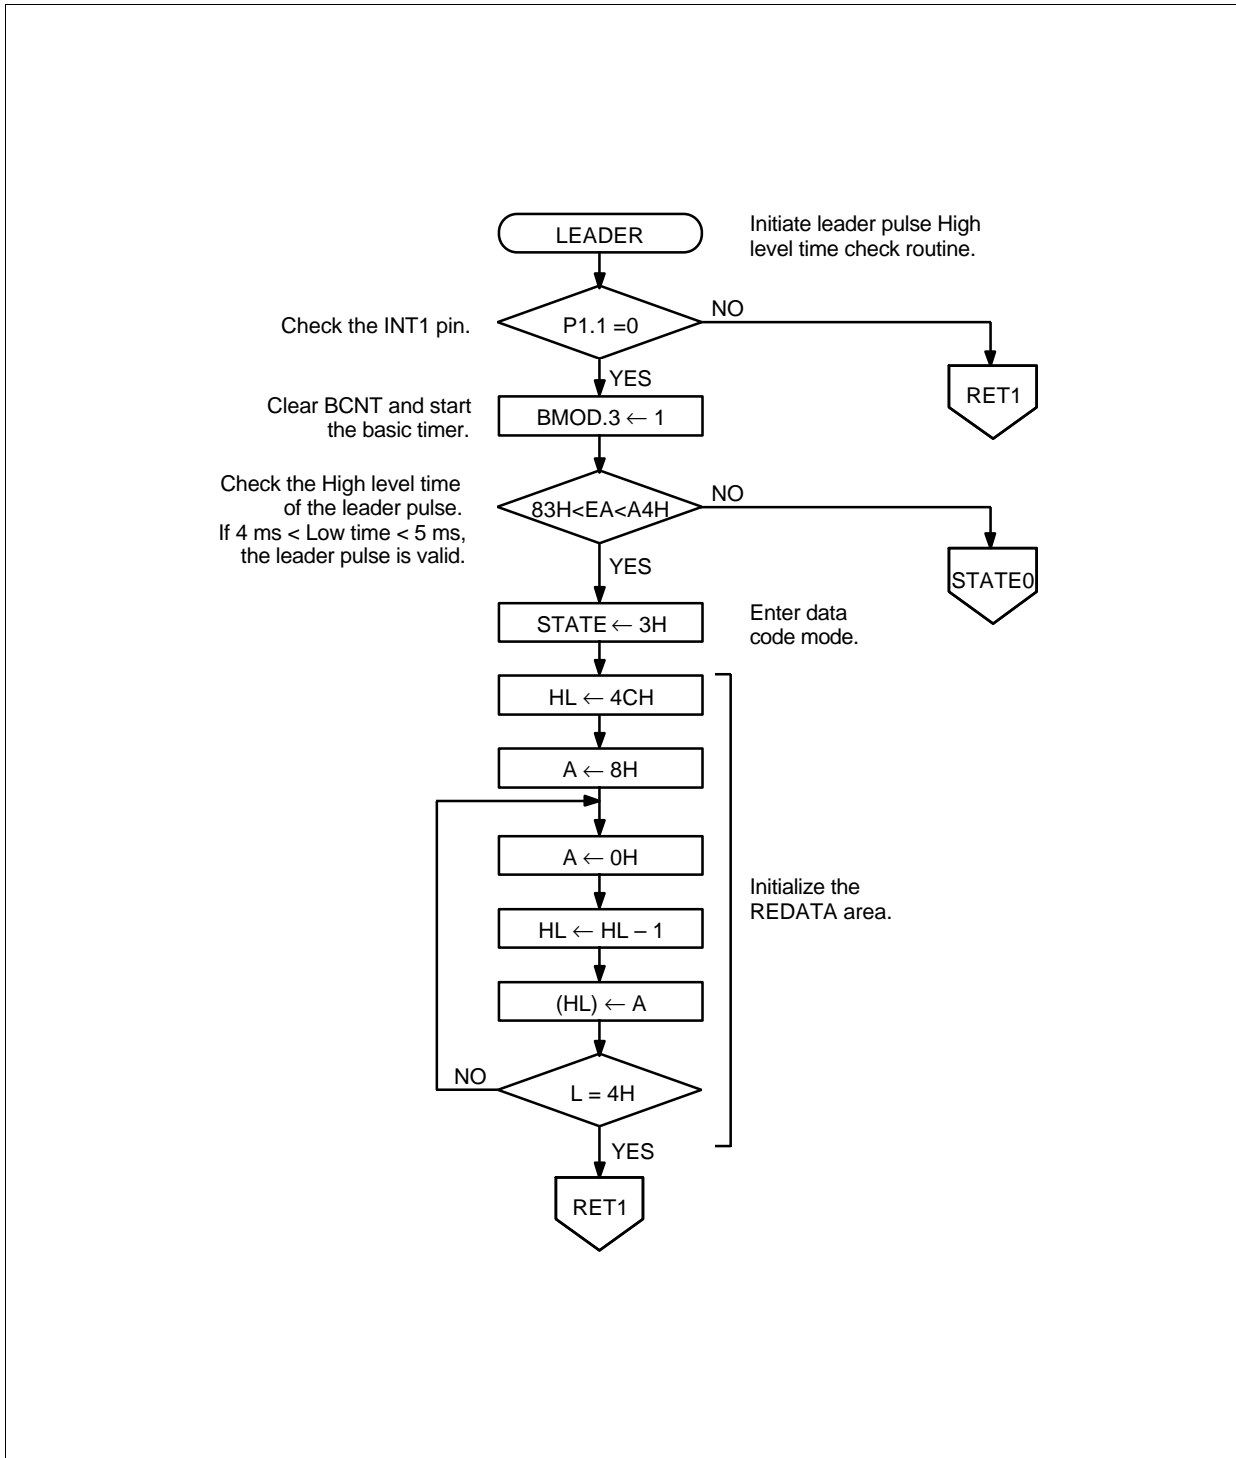 LEADER
Initiate leader pulse High
level time check routine.
Check the INT1 pin.
P1.1 =0
NO
RET1
YES
Clear BCNT and start
the basic timer.
BMOD.3 ← 1
Check the High level time
of the leader pulse.
If 4 ms < Low time < 5 ms,
the leader pulse is valid.
83H<EA<A4H
NO
STATE0
YES
STATE ← 3H
Enter data
code mode.
HL ← 4CH
A ← 8H
A ← 0H
Initialize the
REDATA area.
HL ← HL – 1
(HL) ← A
NO
L = 4H
YES
RET1